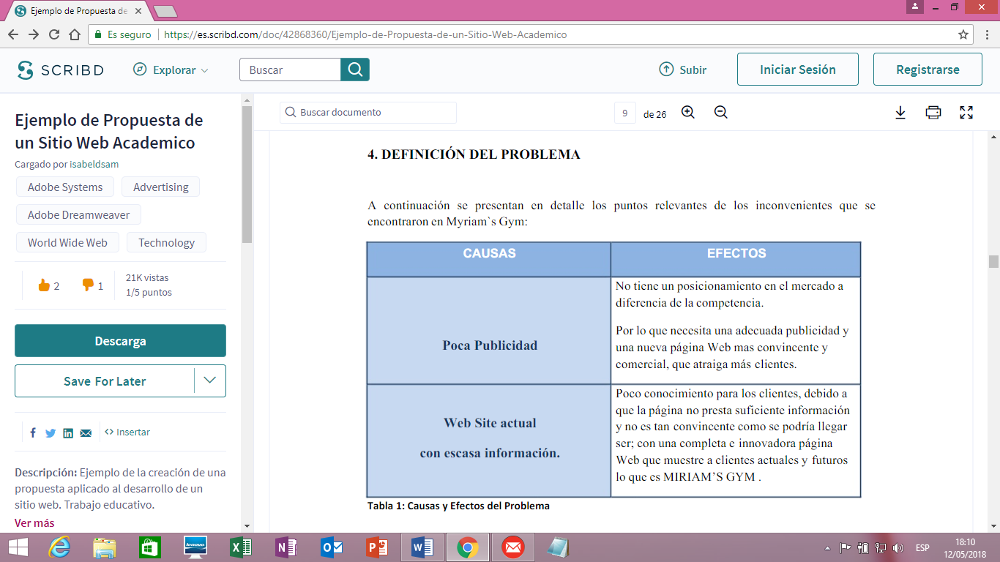 Ejemplo de Propuesta de
Es seguro
https://es.scribd.com/doc/42868360/Ejemplo-de-Propuesta-de-un-Sitio-Web-Academico
SCRIBD
Explorar
Buscar
Subir
Iniciar Sesión
Registrarse
Ejemplo de Propuesta de
un Sitio Web Academico
Cargado por isabeldsam
Adobe Systems
Advertising
Adobe Dreamweaver
World Wide Web
Technology
2
1
21K vistas
1/5 puntos
Descarga
Save For Later
Insertar
Descripción: Ejemplo de la creación de una
propuesta aplicado al desarrollo de un
sitio web. Trabajo educativo.
Ver más
Buscar documento
9
de 26
4. DEFINICIÓN DEL PROBLEMA
A continuación se presentan en detalle los puntos relevantes de los inconvenientes que se
encontraron en Myriam`s Gym:
CAUSAS
EFECTOS
Poca Publicidad
No tiene un posicionamiento en el mercado a
diferencia de la competencia.
Por lo que necesita una adecuada publicidad y
una nueva página Web mas convincente y
comercial, que atraiga más clientes.
Web Site actual
con escasa información.
Poco conocimiento para los clientes, debido a
que la página no presta suficiente información
y no es tan convincente como se podría llegar
ser; con una completa e innovadora página
Web que muestre a clientes actuales y futuros
lo que es MIRIAM’S GYM .
Tabla 1: Causas y Efectos del Problema
lenovo
ESP
18:10
12/05/2018